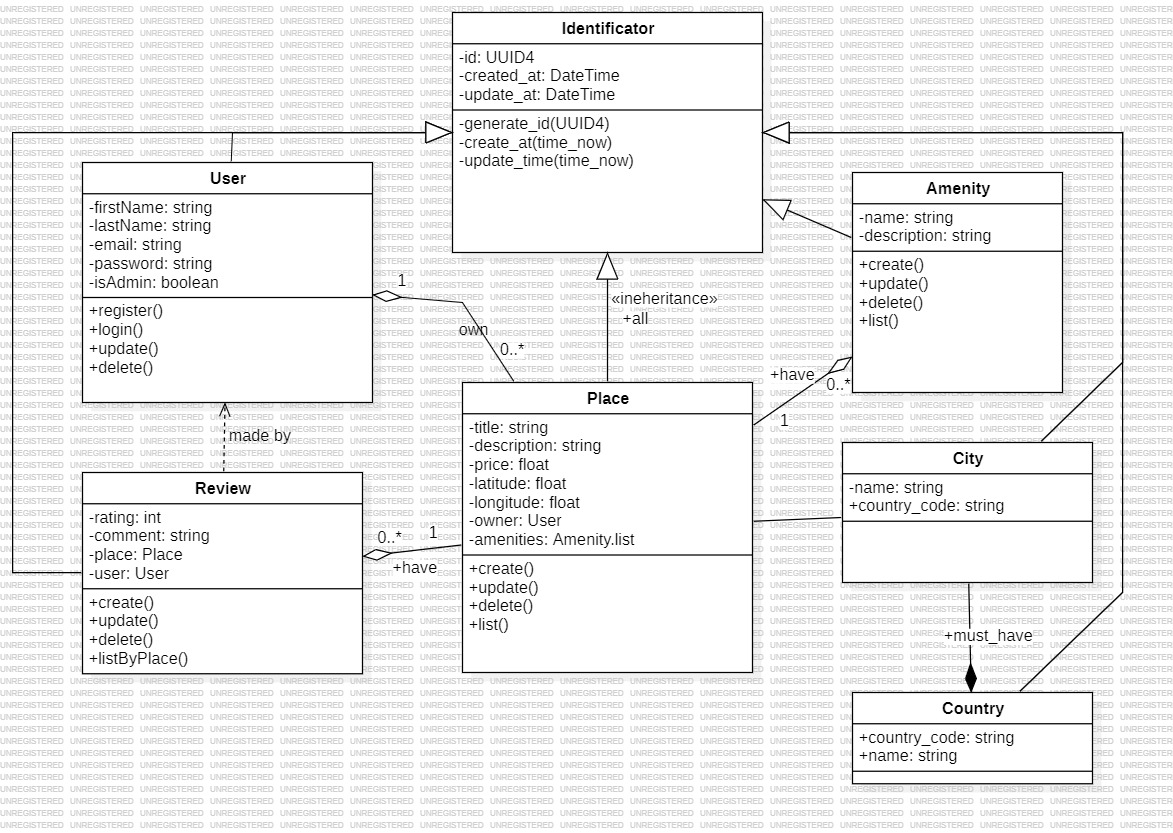 Identificator
-id: UUID4
-created_at: DateTime
-update_at: DateTime
-generate_id(UUID4)
-create_at(time_now)
-update_time(time_now)
User
-firstName: string
-lastName: string
-email: string
-password: string
-isAdmin: boolean
+register()
+login()
+update()
+delete()
Amenity
-name: string
-description: string
+create()
+update()
+delete()
+list()
1
own
0..*
«ineheritance»
+all
+have
0..*
1
made by
Place
-title: string
-description: string
-price: float
-latitude: float
-longitude: float
-owner: User
-amenities: Amenity.list
+create()
+update()
+delete()
+list()
City
-name: string
+country_code: string
Review
-rating: int
-comment: string
-place: Place
-user: User
+create()
+update()
+delete()
+listByPlace()
0..*
1
+have
+must_have
Country
+country_code: string
+name: string
UNREGISTERED